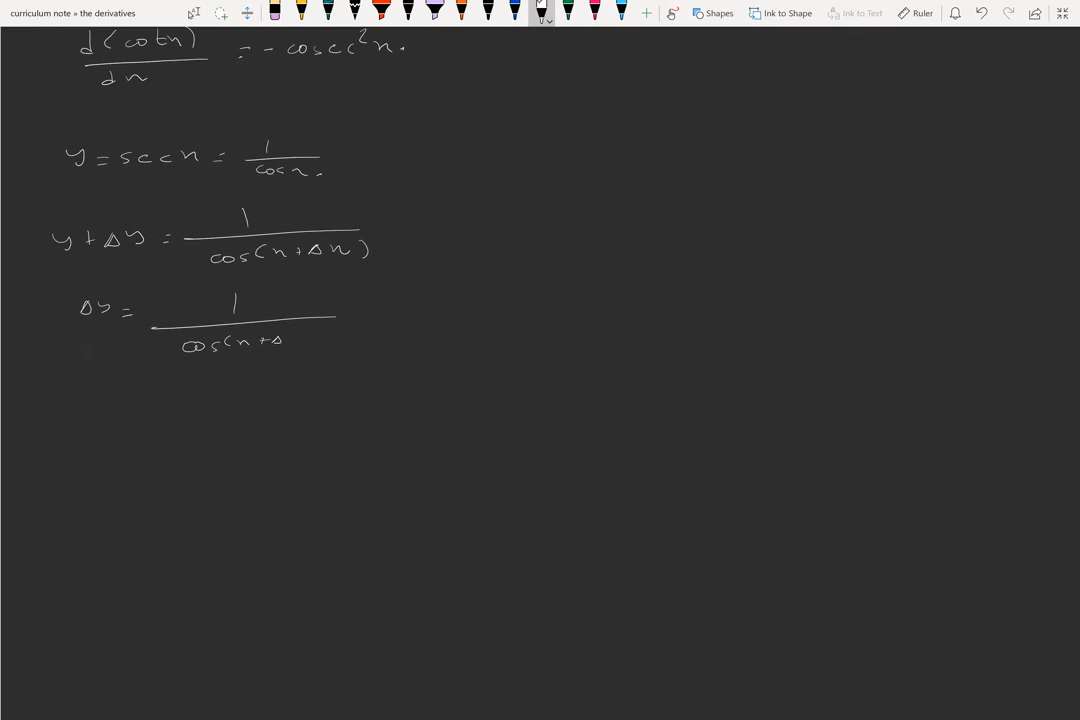 curriculum note » the derivatives
Shapes Ink to Shape Ink to Text Ruler
d(cotx)/dx = - cosec²x.
y = secx = 1/cosx.
y + Δy = 1/cos(x+Δx)
Δy = 1/cos(x+Δ